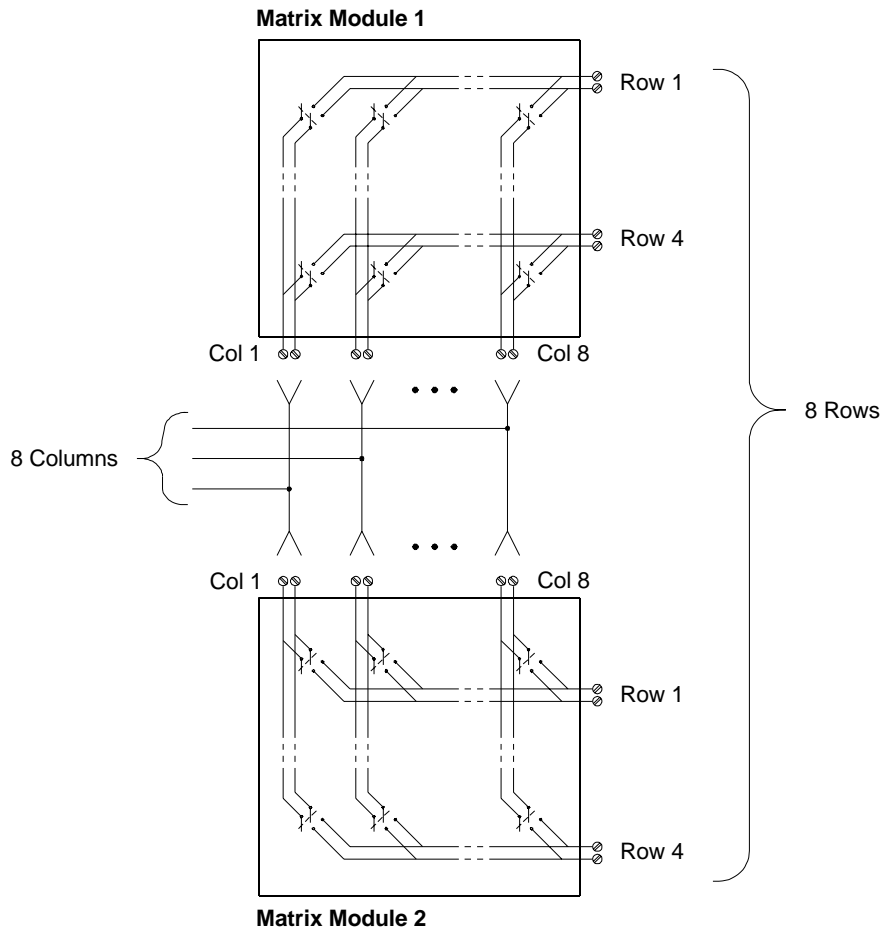 Matrix Module 1
Row 1
Row 4
Col 1
Col 8
8 Rows
8 Columns
Col 1
Col 8
Row 1
Row 4
Matrix Module 2